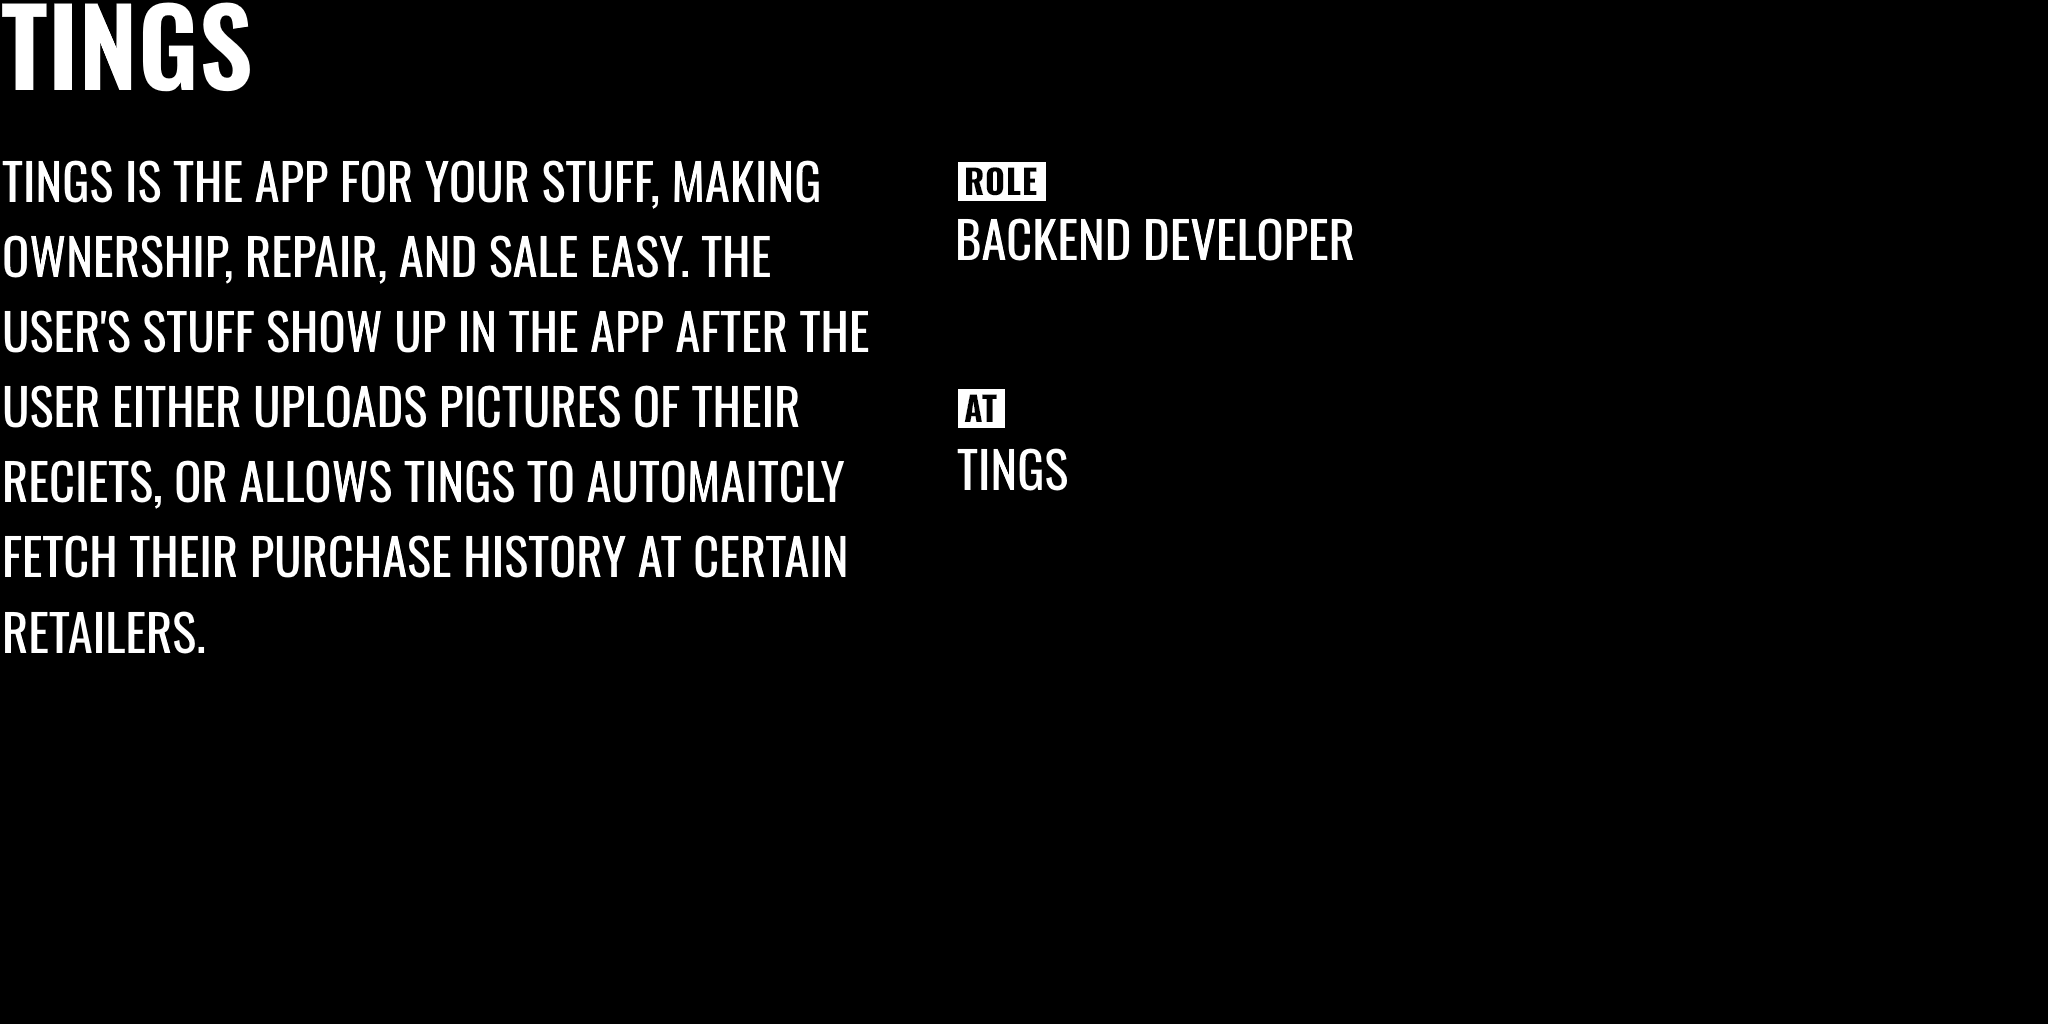 TINGS
TINGS IS THE APP FOR YOUR STUFF, MAKING
OWNERSHIP, REPAIR, AND SALE EASY. THE
USER'S STUFF SHOW UP IN THE APP AFTER THE
USER EITHER UPLOADS PICTURES OF THEIR
RECIETS, OR ALLOWS TINGS TO AUTOMAITCLY
FETCH THEIR PURCHASE HISTORY AT CERTAIN
RETAILERS.
ROLE
BACKEND DEVELOPER
AT
TINGS